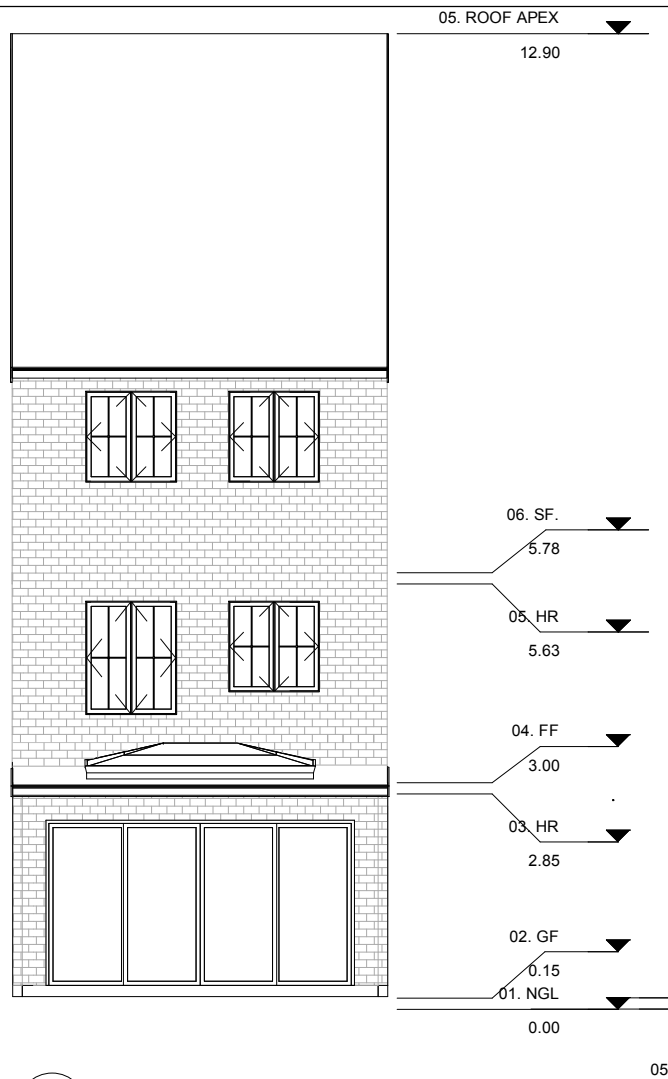 05. ROOF APEX
12.90
06. SF.
5.78
05. HR
5.63
04. FF
3.00
03. HR
2.85
02. GF
0.15
01. NGL
0.00
05